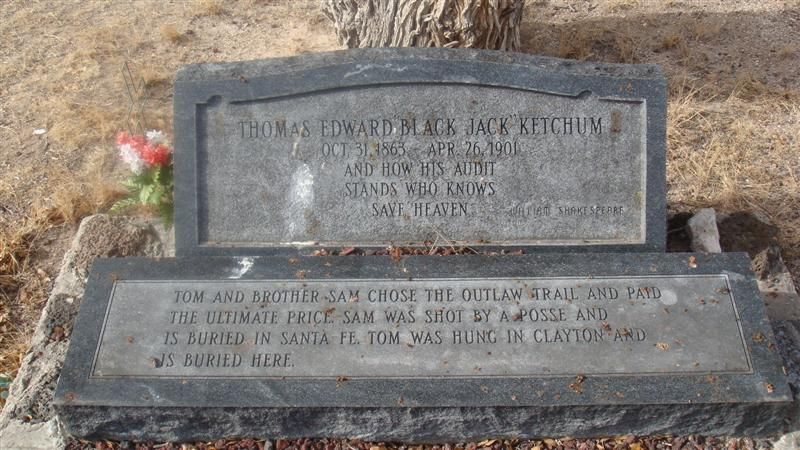 THOMAS EDWARD "BLACK JACK" KETCHUM
OCT. 31, 1863 - APR. 26, 1901
AND HOW HIS AUDIT
STANDS WHO KNOWS
SAVE HEAVEN WILLIAM SHAKESPEARE
TOM AND BROTHER SAM CHOSE THE OUTLAW TRAIL AND PAID
THE ULTIMATE PRICE. SAM WAS SHOT BY A POSSE AND
IS BURIED IN SANTA FE. TOM WAS HUNG IN CLAYTON AND
IS BURIED HERE.